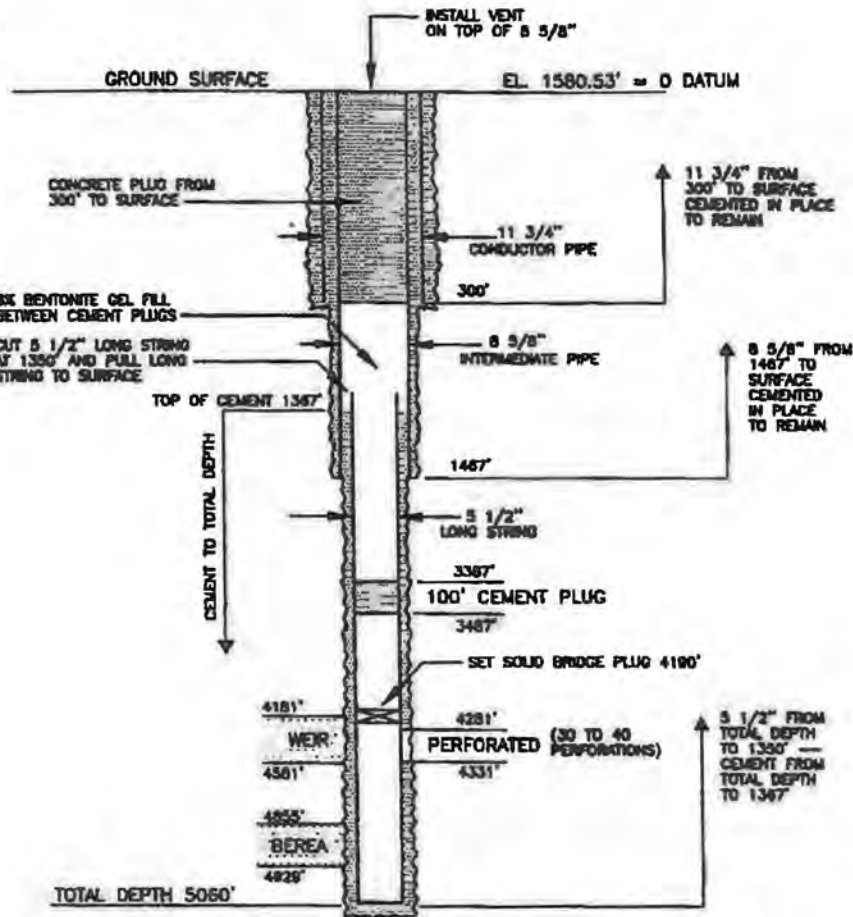 INSTALL VENT
ON TOP OF 8 5/8"
GROUND SURFACE
EL. 1580.53' = 0 DATUM
CONCRETE PLUG FROM
300' TO SURFACE
11 3/4" FROM
300' TO SURFACE
CEMENTED IN PLACE
TO REMAIN
11 3/4"
CONDUCTOR PIPE
300'
BENTONITE GEL FILL
BETWEEN CEMENT PLUGS
CUT 5 1/2" LONG STRING
AT 1350' AND PULL LONG
STRING TO SURFACE
8 5/8"
INTERMEDIATE PIPE
8 5/8" FROM
1467' TO
SURFACE
CEMENTED
IN PLACE
TO REMAIN
TOP OF CEMENT 1367'
1467'
CEMENT TO TOTAL DEPTH
5 1/2"
LONG STRING
3387'
100' CEMENT PLUG
3487'
SET SOLID BRIDGE PLUG 4190'
4181'
WEIR
4281'
PERFORATED (30 TO 40
PERFORATIONS)
4331'
5 1/2" FROM
TOTAL DEPTH
TO 1350' —
CEMENT FROM
TOTAL DEPTH
TO 1367'
BEREA
TOTAL DEPTH 5060'